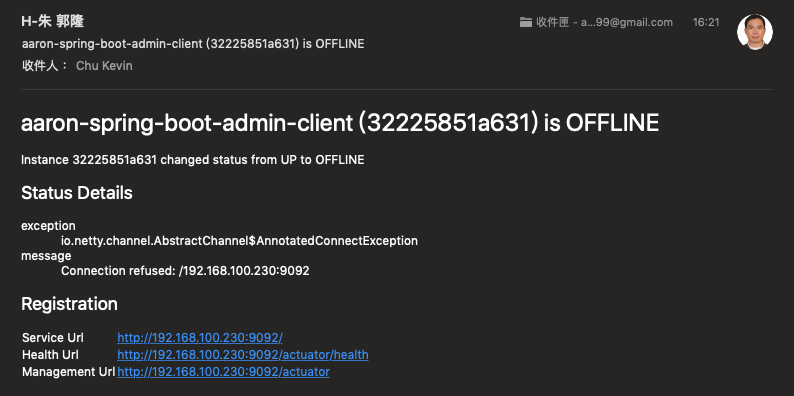 H-朱 郭隆
收件匣 - a...99@gmail.com
16:21
aaron-spring-boot-admin-client (32225851a631) is OFFLINE
收件人： Chu Kevin
aaron-spring-boot-admin-client (32225851a631) is OFFLINE
Instance 32225851a631 changed status from UP to OFFLINE
Status Details
exception
io.netty.channel.AbstractChannel$AnnotatedConnectException
message
Connection refused: /192.168.100.230:9092
Registration
Service Url http://192.168.100.230:9092/
Health Url http://192.168.100.230:9092/actuator/health
Management Url http://192.168.100.230:9092/actuator